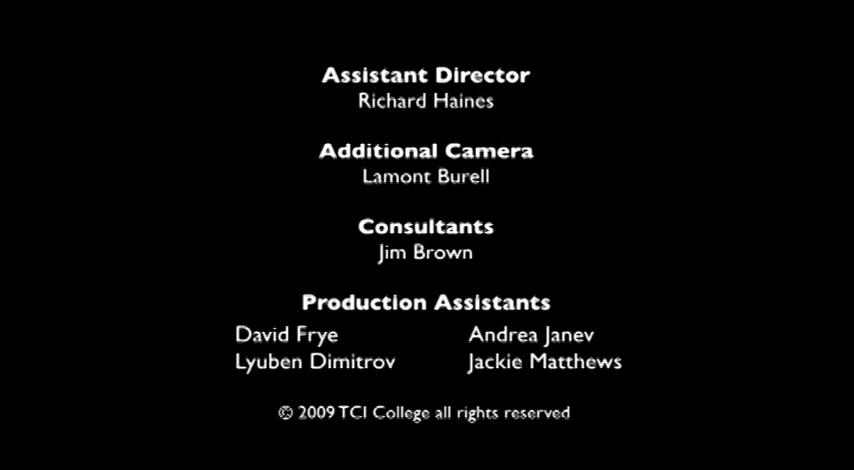 Assistant Director
Richard Haines
Additional Camera
Lamont Burell
Consultants
Jim Brown
Production Assistants
David Frye Andrea Janev
Lyuben Dimitrov Jackie Matthews
© 2009 TCI College all rights reserved